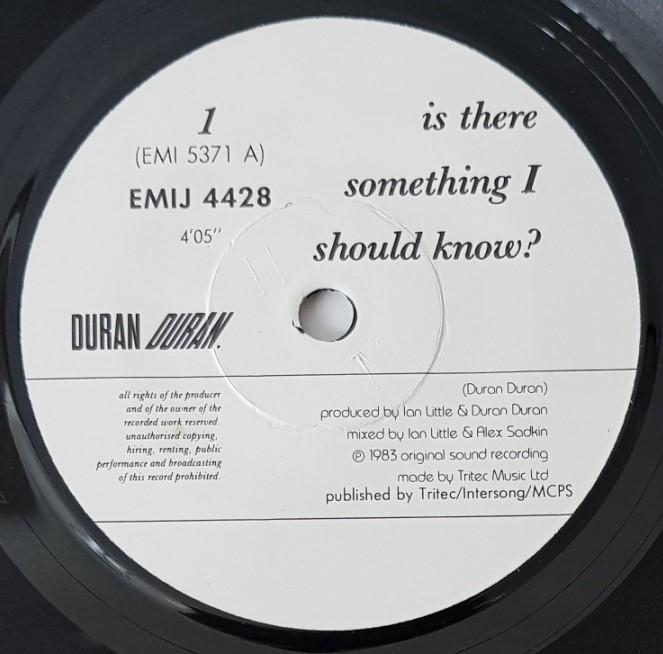 1
(EMI 5371 A)
EMIJ 4428
4'05"
is there
something I
should know?
DURAN DURAN.
all rights of the producer
and of the owner of the
recorded work reserved.
unauthorised copying,
hiring, renting, public
performance and broadcasting
of this record prohibited.
(Duran Duran)
produced by Ian Little & Duran Duran
mixed by Ian Little & Alex Sadkin
℗ 1983 original sound recording
made by Tritec Music Ltd
published by Tritec/Intersong/MCPS